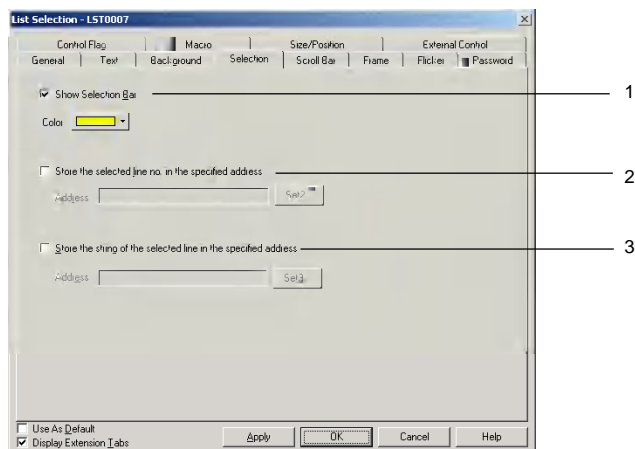 List Selection - LST0007
Control Flag Macro Size/Position External Control
General Text Background Selection Scroll Bar Frame Flicker Password
Show Selection Bar 1
Color
Store the selected line no. in the specified address 2
Address Set2
Store the string of the selected line in the specified address 3
Address Set3
Use As Default
Display Extension Tabs
Apply OK Cancel Help